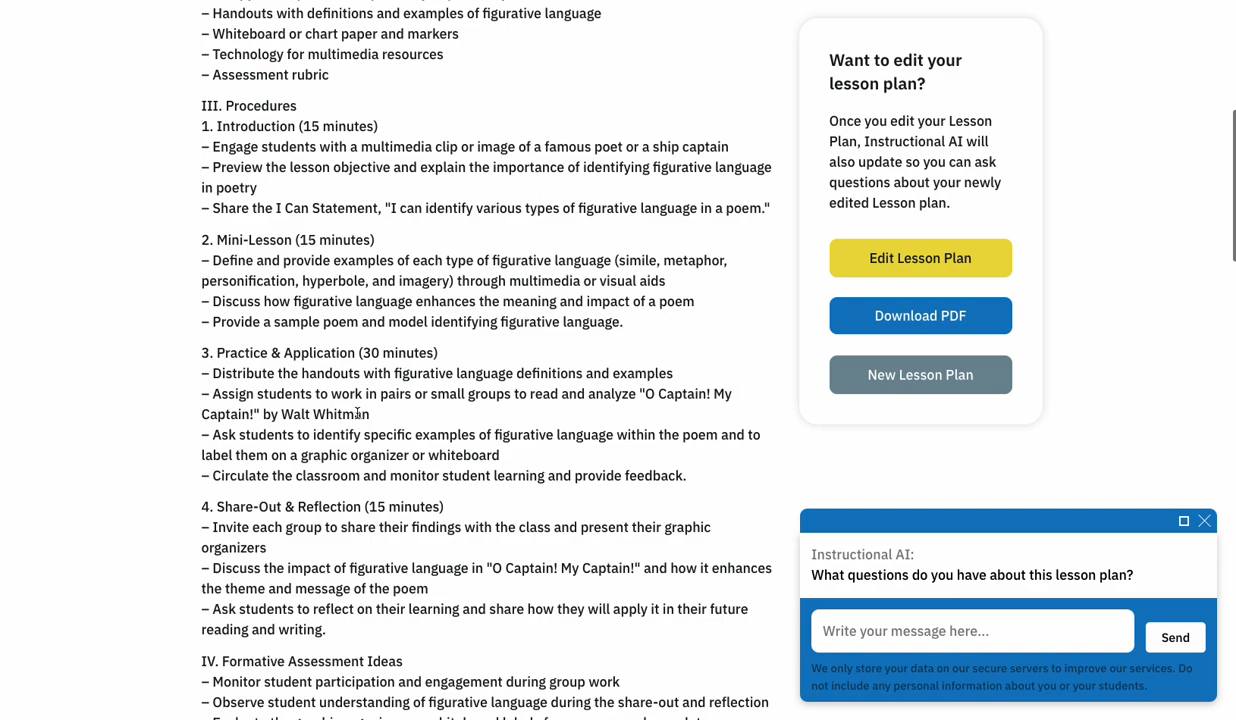 – Handouts with definitions and examples of figurative language
– Whiteboard or chart paper and markers
– Technology for multimedia resources
– Assessment rubric
III. Procedures
1. Introduction (15 minutes)
– Engage students with a multimedia clip or image of a famous poet or a ship captain
– Preview the lesson objective and explain the importance of identifying figurative language
in poetry
– Share the I Can Statement, "I can identify various types of figurative language in a poem."
2. Mini-Lesson (15 minutes)
– Define and provide examples of each type of figurative language (simile, metaphor,
personification, hyperbole, and imagery) through multimedia or visual aids
– Discuss how figurative language enhances the meaning and impact of a poem
– Provide a sample poem and model identifying figurative language.
3. Practice & Application (30 minutes)
– Distribute the handouts with figurative language definitions and examples
– Assign students to work in pairs or small groups to read and analyze "O Captain! My
Captain!" by Walt Whitman
– Ask students to identify specific examples of figurative language within the poem and to
label them on a graphic organizer or whiteboard
– Circulate the classroom and monitor student learning and provide feedback.
4. Share-Out & Reflection (15 minutes)
– Invite each group to share their findings with the class and present their graphic
organizers
– Discuss the impact of figurative language in "O Captain! My Captain!" and how it enhances
the theme and message of the poem
– Ask students to reflect on their learning and share how they will apply it in their future
reading and writing.
IV. Formative Assessment Ideas
– Monitor student participation and engagement during group work
– Observe student understanding of figurative language during the share-out and reflection
Want to edit your
lesson plan?
Once you edit your Lesson
Plan, Instructional AI will
also update so you can ask
questions about your newly
edited Lesson plan.
Edit Lesson Plan
Download PDF
New Lesson Plan
Instructional AI:
What questions do you have about this lesson plan?
Write your message here...
Send
We only store your data on our secure servers to improve our services. Do
not include any personal information about you or your students.